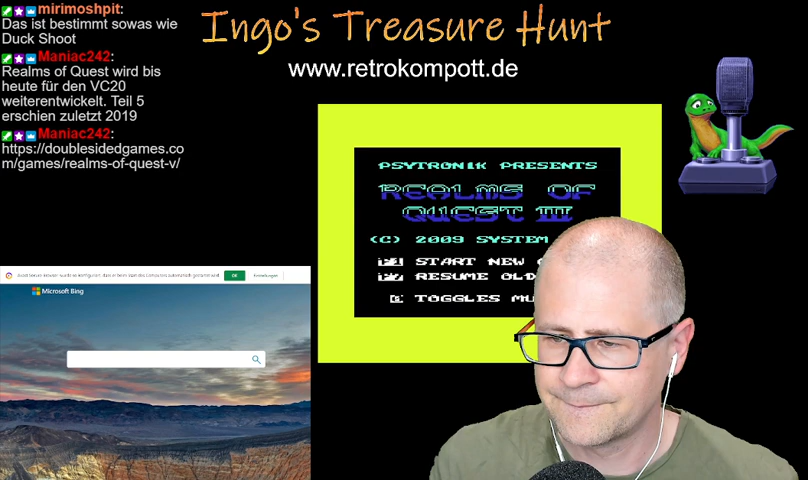 mirimoshpit:
Das ist bestimmt sowas wie
Duck Shoot
Maniac242:
Realms of Quest wird bis
heute für den VC20
weiterentwickelt. Teil 5
erschien zuletzt 2019
Maniac242:
https://doublesidedgames.co
m/games/realms-of-quest-v/
Ingo's Treasure Hunt
www.retrokompott.de
PSYTRONIK PRESENTS
REALMS OF
QUEST III
(C) 2009 SYSTEM
START NEW
RESUME OLD
TOGGLES MU
OK
Microsoft Bing